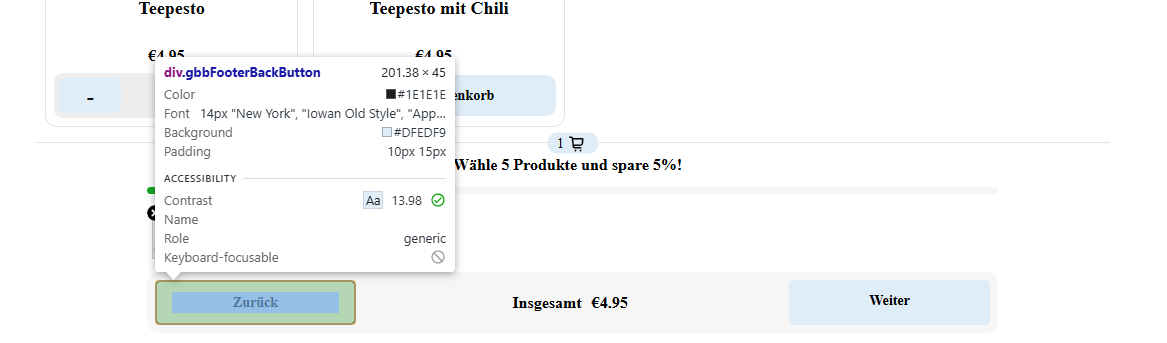 Teepesto
Teepesto mit Chili
€4.95
€4.95
-
enkorb
div.gbbFooterBackButton 201.38 × 45
Color #1E1E1E
Font 14px "New York", "Iowan Old Style", "App...
Background #DFEDF9
Padding 10px 15px
ACCESSIBILITY
Contrast Aa 13.98
Name
Role generic
Keyboard-focusable
1
Wähle 5 Produkte und spare 5%!
Zurück
Insgesamt €4.95
Weiter